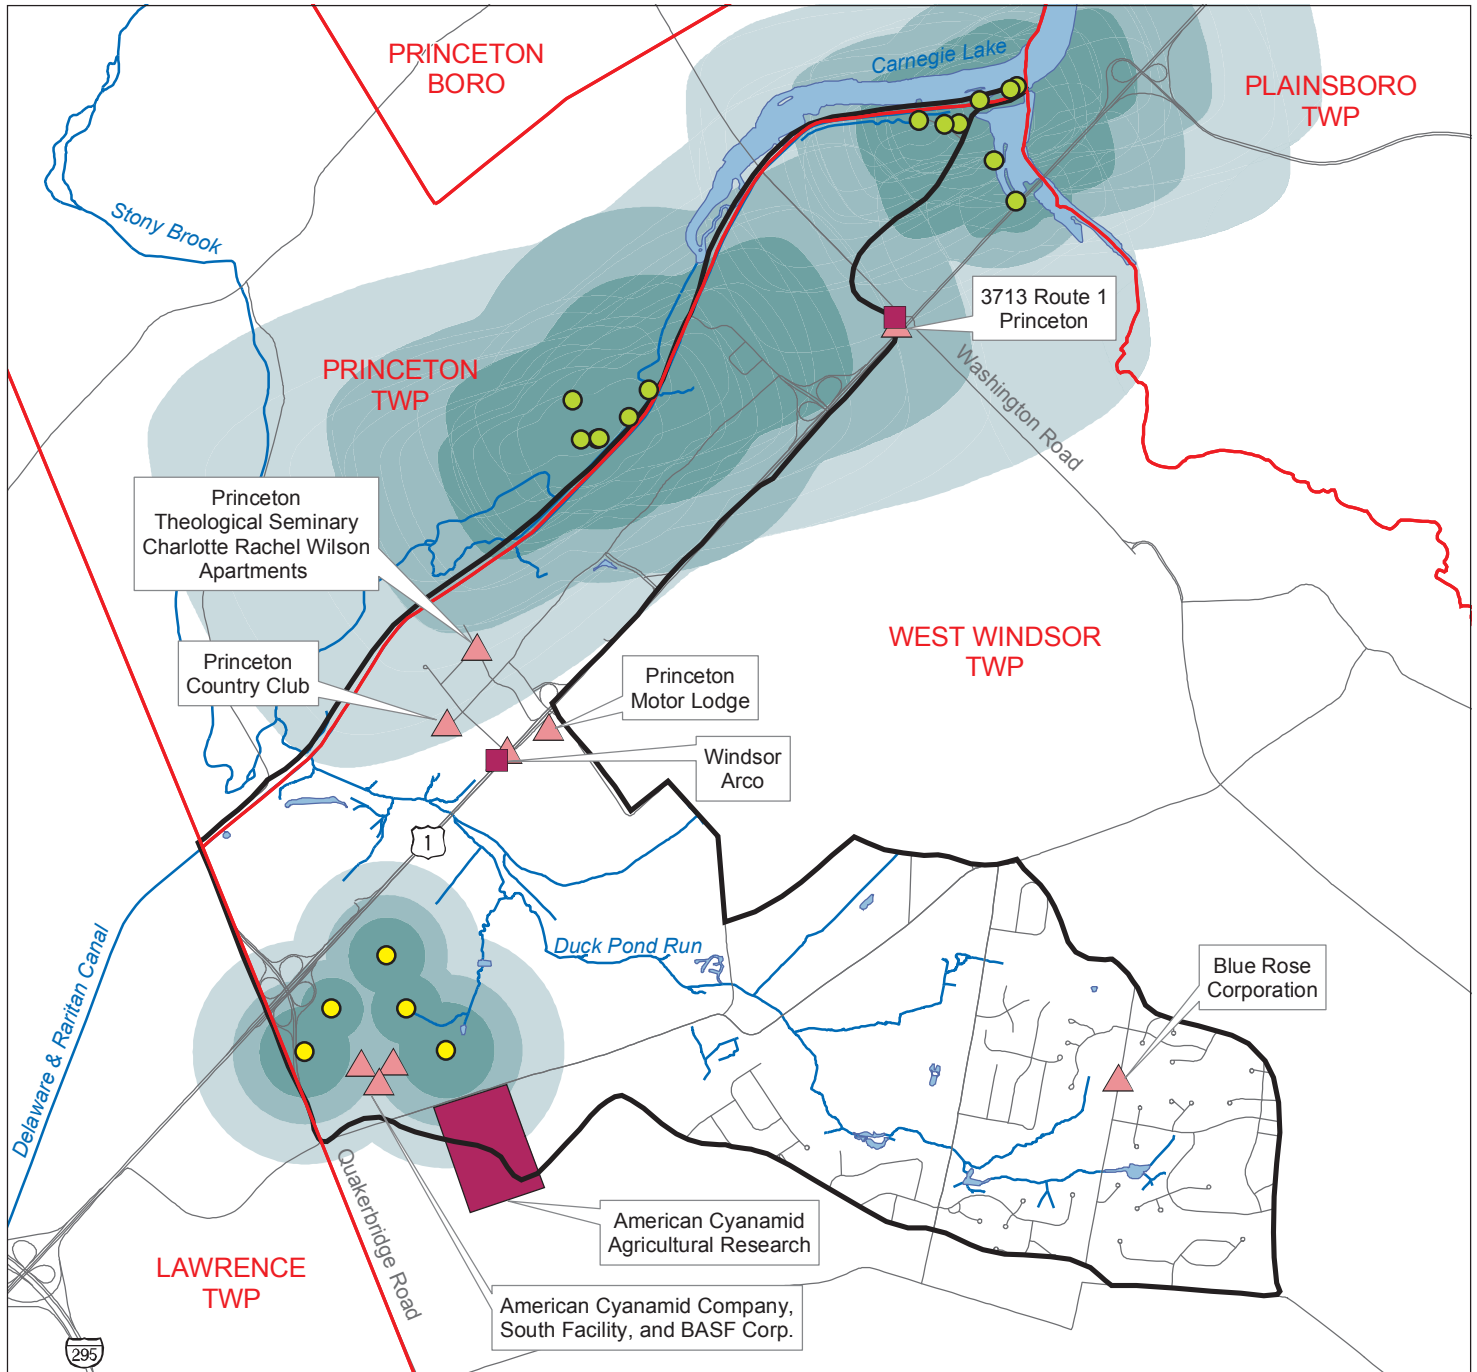 PRINCETON
BORO
Carnegie Lake
PLAINSBORO
TWP
Stony Brook
3713 Route 1
Princeton
PRINCETON
TWP
Washington Road
Princeton
Theological Seminary
Charlotte Rachel Wilson
Apartments
WEST WINDSOR
TWP
Princeton
Country Club
Princeton
Motor Lodge
Windsor
Arco
1
Delaware & Raritan Canal
Duck Pond Run
Blue Rose
Corporation
Quakerbridge Road
American Cyanamid
Agricultural Research
LAWRENCE
TWP
American Cyanamid Company,
South Facility, and BASF Corp.
295